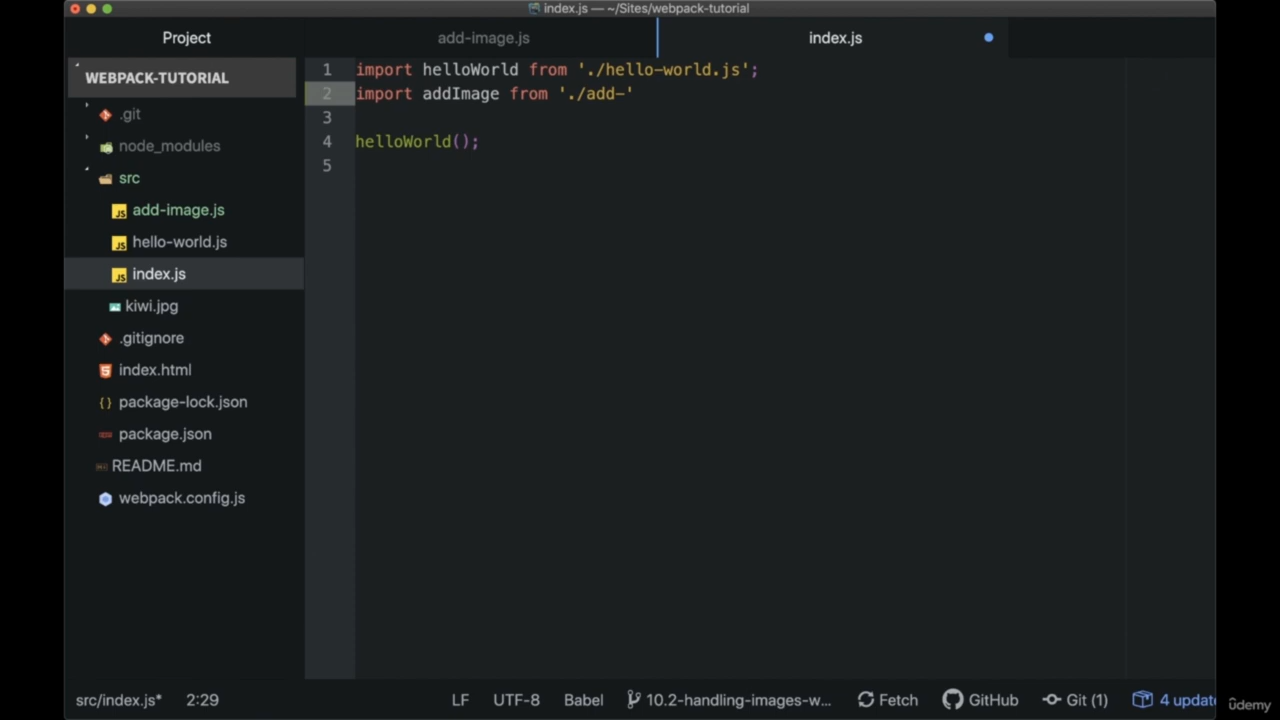 index.js — ~/Sites/webpack-tutorial
Project
add-image.js
index.js
WEBPACK-TUTORIAL
.git
node_modules
src
add-image.js
hello-world.js
index.js
kiwi.jpg
.gitignore
index.html
package-lock.json
package.json
README.md
webpack.config.js
1 import helloWorld from './hello-world.js';
2 import addImage from './add-'
3
4 helloWorld();
5
src/index.js* 2:29 LF UTF-8 Babel 10.2-handling-images-w... Fetch GitHub Git (1) 4 update
ûdemy